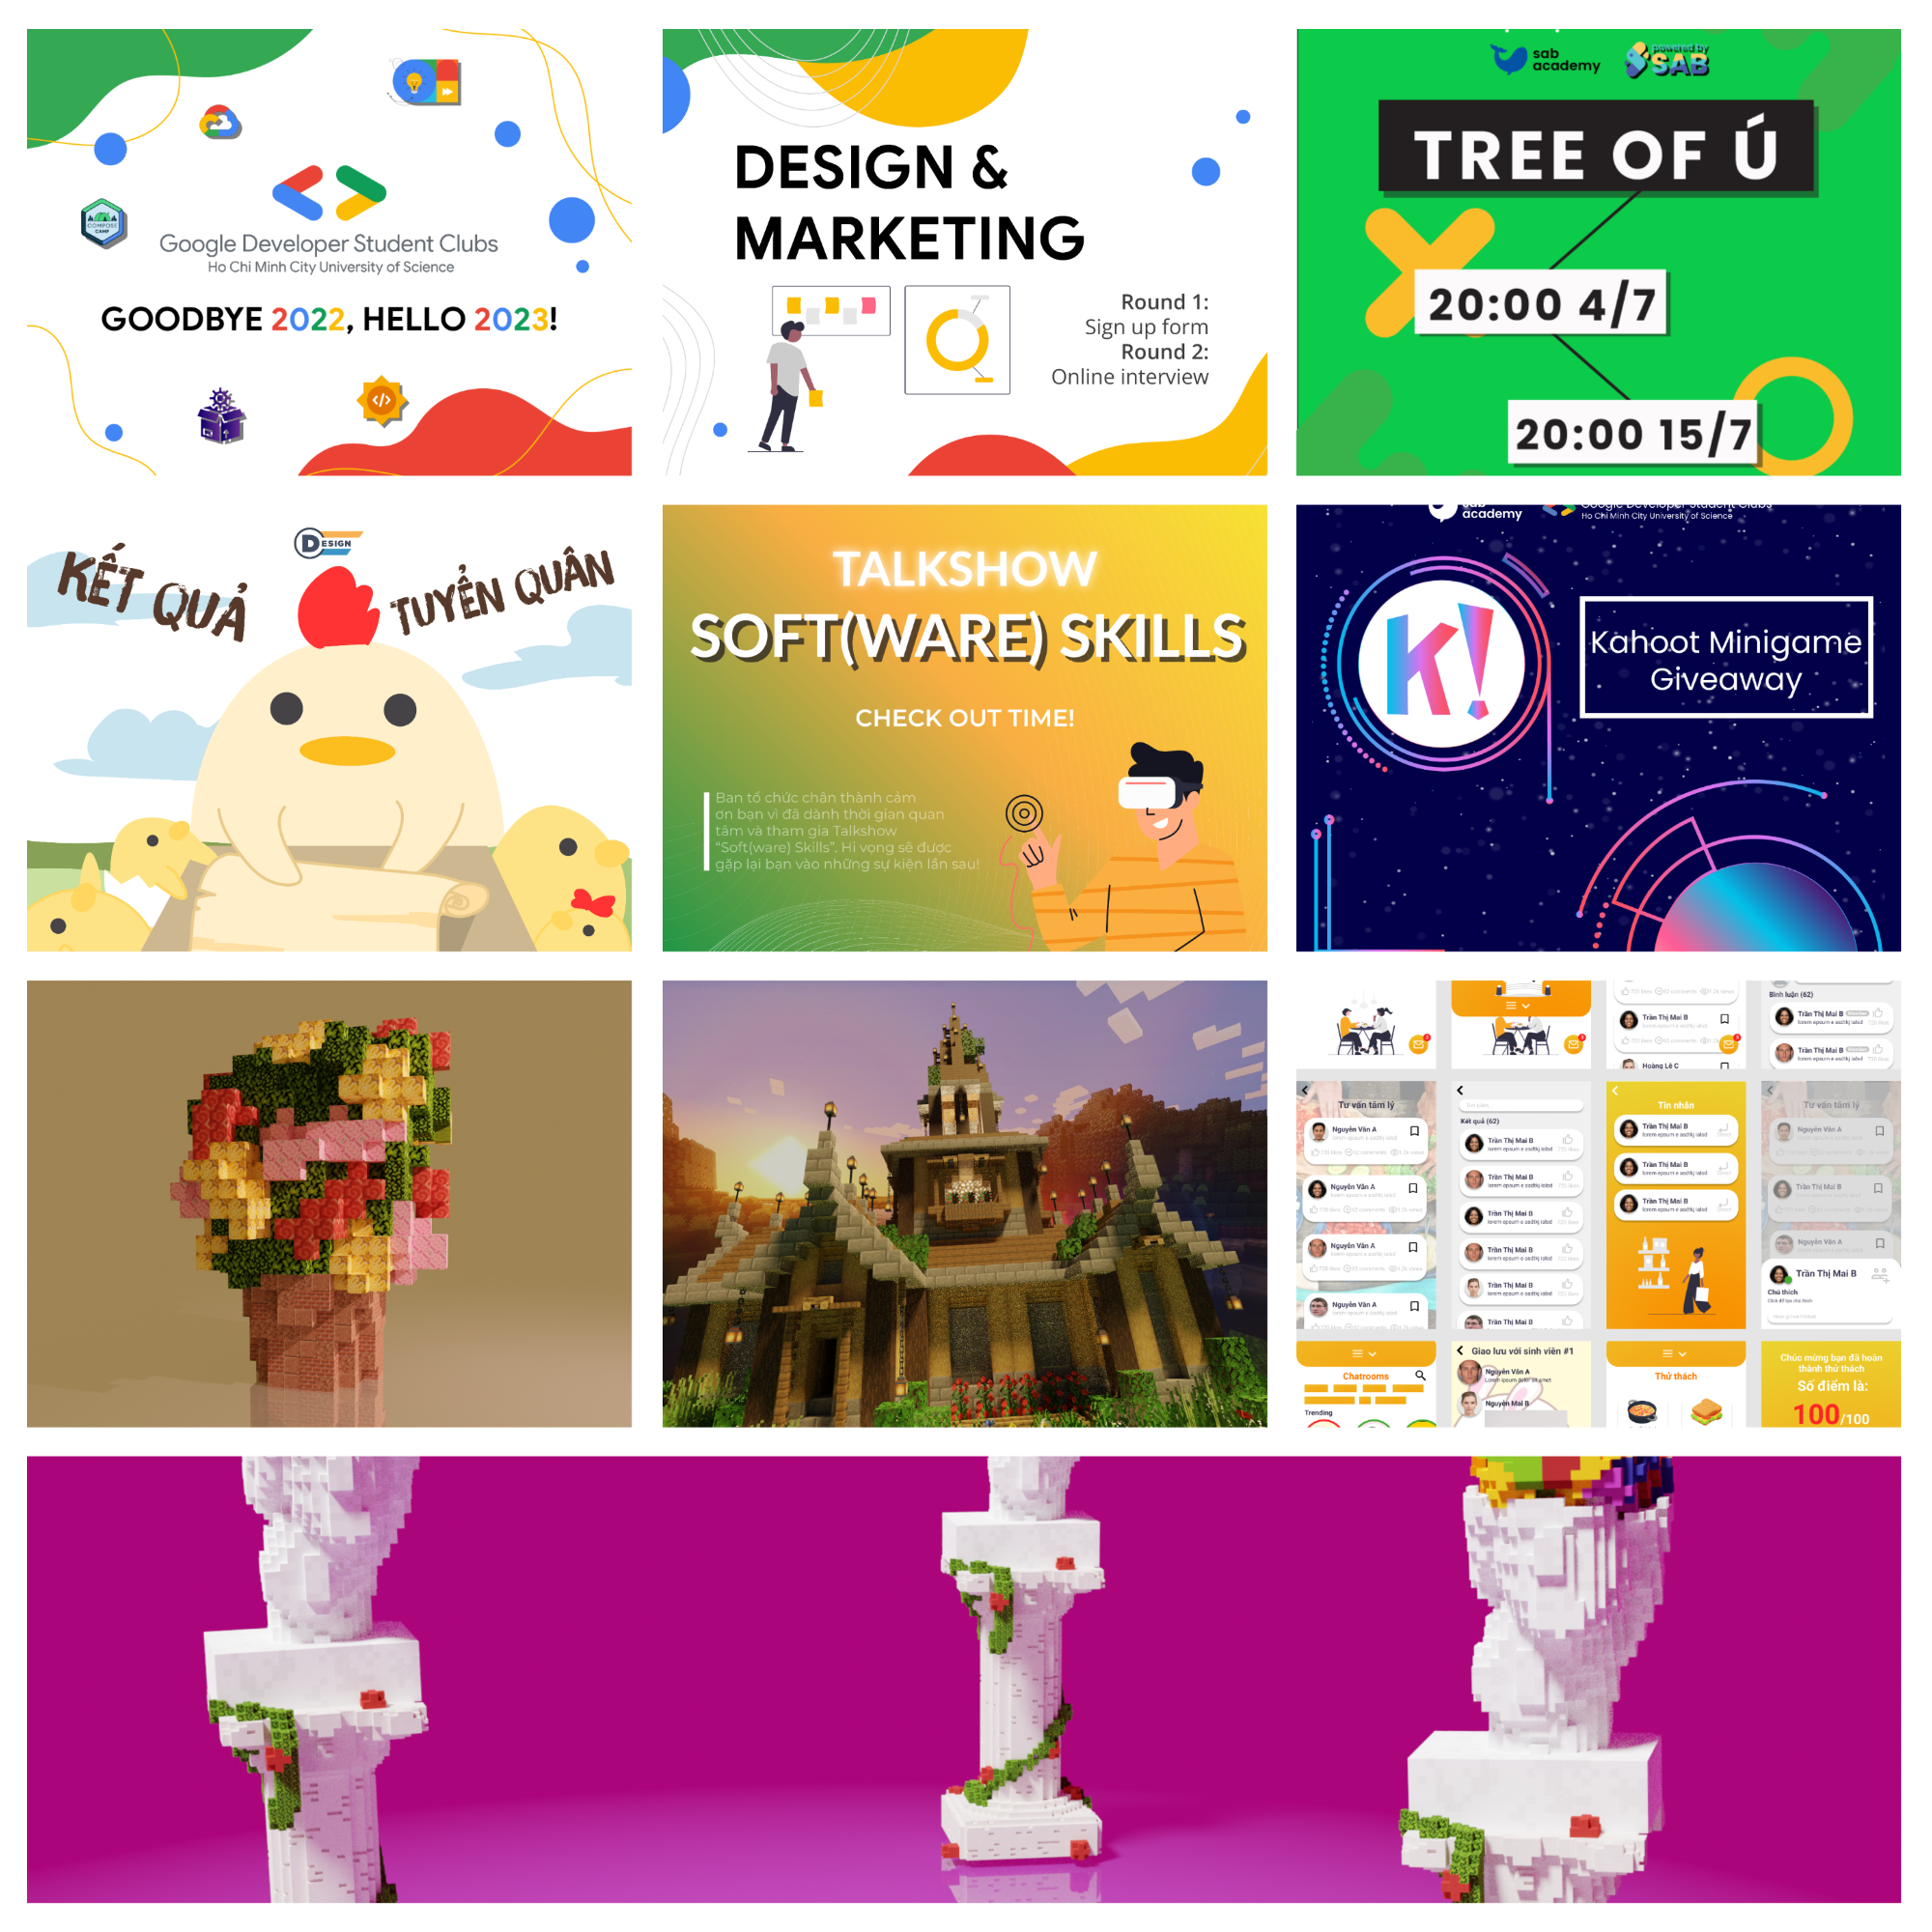 Google Developer Student Clubs
Ho Chi Minh City University of Science
GOODBYE 2022, HELLO 2023!
COMPOSE
CAMP
DESIGN &
MARKETING
Round 1:
Sign up form
Round 2:
Online interview
sab
academy
powered by
SAB
TREE OF Ú
20:00 4/7
20:00 15/7
DESIGN
KẾT QUẢ
TUYỂN QUÂN
TALKSHOW
SOFT(WARE) SKILLS
CHECK OUT TIME!
Ban tổ chức chân thành cảm
ơn bạn vì đã dành thời gian quan
tâm và tham gia Talkshow
"Soft(ware) Skills". Hi vọng sẽ được
gặp lại bạn vào những sự kiện lần sau!
academy
Google Developer Student Clubs
Ho Chi Minh City University of Science
K!
Kahoot Minigame
Giveaway
Trần Thị Mai B
Hoàng Lê C
Bình luận (62)
Trần Thị Mai B
Trần Thị Mai B
Tư vấn tâm lý
Nguyễn Văn A
Nguyễn Văn A
Nguyễn Văn A
Nguyễn Văn A
Kết quả (62)
Trần Thị Mai B
Trần Thị Mai B
Trần Thị Mai B
Trần Thị Mai B
Trần Thị Mai B
Trần Thị Mai B
Tin nhắn
Trần Thị Mai B
Trần Thị Mai B
Trần Thị Mai B
Tư vấn tâm lý
Nguyễn Văn A
Trần Thị Mai B
Nguyễn Văn A
Trần Thị Mai B
Chú thích
Chatrooms
Trending
Giao lưu với sinh viên #1
Nguyễn Văn A
Nguyễn Mai B
Thử thách
Chúc mừng bạn đã hoàn
thành thử thách
Số điểm là:
100/100